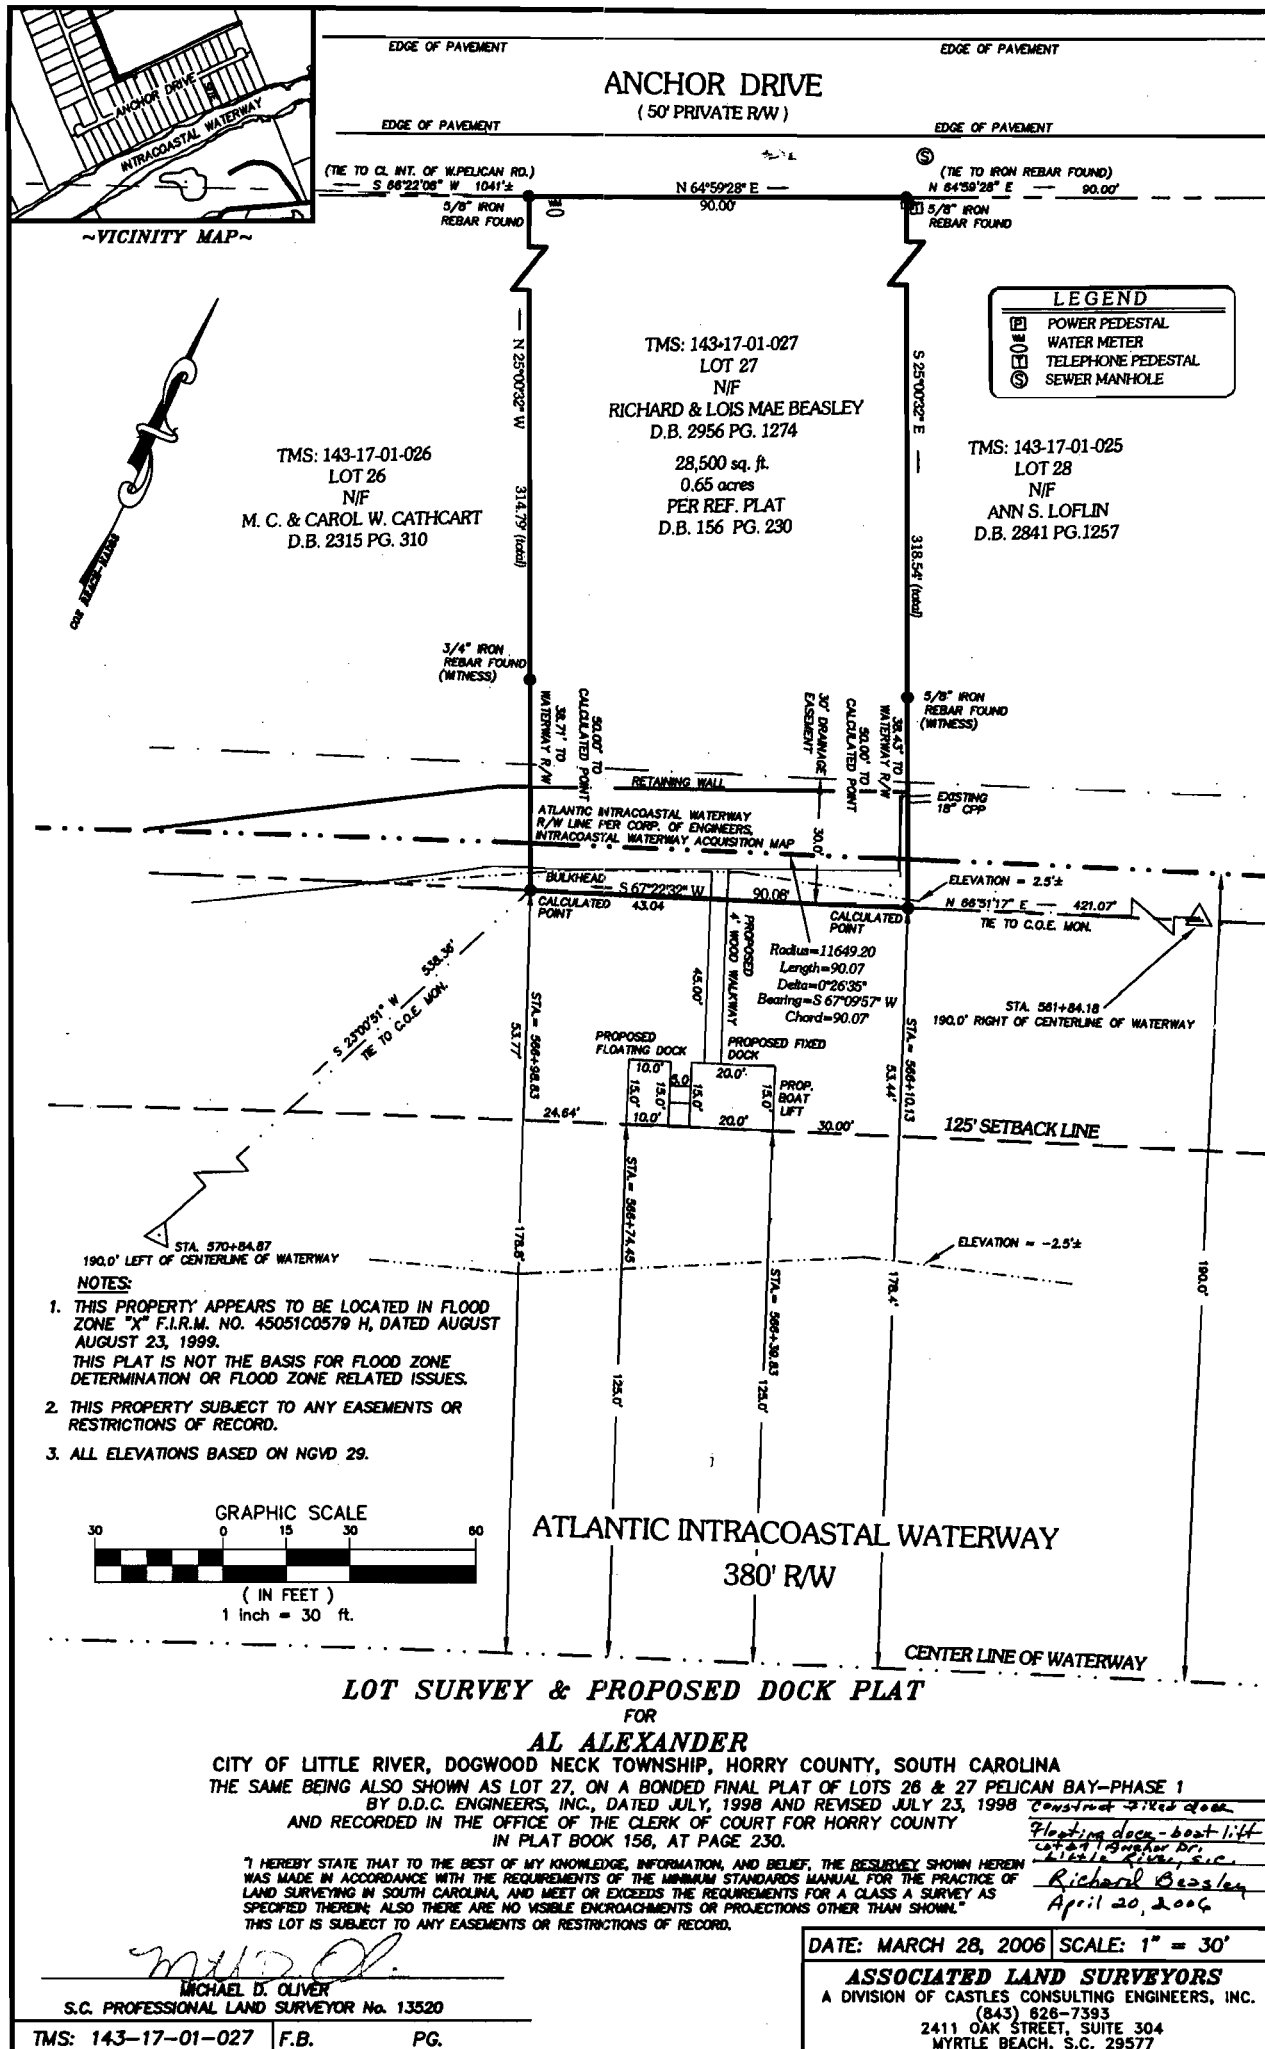 EDGE OF PAVEMENT
EDGE OF PAVEMENT
ANCHOR DRIVE
( 50' PRIVATE R/W )
EDGE OF PAVEMENT
EDGE OF PAVEMENT
ANCHOR DRIVE
SITE
INTRACOASTAL WATERWAY
~VICINITY MAP~
(TIE TO CL INT. OF W.PELICAN RD.)
S 66°22'06" W 1041'±
5/8" IRON
REBAR FOUND
WM
N 64°59'28" E
90.00'
S
(TIE TO IRON REBAR FOUND)
N 64°59'28" E 90.00'
T
5/8" IRON
REBAR FOUND
LEGEND
P POWER PEDESTAL
WM WATER METER
T TELEPHONE PEDESTAL
S SEWER MANHOLE
N 25°00'32" W
314.79' (total)
S 25°00'32" E
318.54' (total)
TMS: 143-17-01-027
LOT 27
N/F
RICHARD & LOIS MAE BEASLEY
D.B. 2956 PG. 1274
28,500 sq. ft.
0.65 acres
PER REF. PLAT
D.B. 156 PG. 230
TMS: 143-17-01-026
LOT 26
N/F
M. C. & CAROL W. CATHCART
D.B. 2315 PG. 310
TMS: 143-17-01-025
LOT 28
N/F
ANN S. LOFLIN
D.B. 2841 PG.1257
3/4" IRON
REBAR FOUND
(WITNESS)
5/8" IRON
REBAR FOUND
(WITNESS)
50.00' TO
CALCULATED POINT
38.71' TO
WATERWAY R/W
38.43' TO
WATERWAY R/W
50.00' TO
CALCULATED POINT
30' DRAINAGE
EASEMENT
RETAINING WALL
EXISTING
18" CPP
ATLANTIC INTRACOASTAL WATERWAY
R/W LINE PER CORP. OF ENGINEERS,
INTRACOASTAL WATERWAY ACQUISITION MAP
30.0'
BULKHEAD
S 67°22'32" W
90.08'
43.04
CALCULATED
POINT
CALCULATED
POINT
ELEVATION = 2.5'±
N 66°51'17" E 421.07'
TIE TO C.O.E. MON.
STA. 561+84.18
190.0' RIGHT OF CENTERLINE OF WATERWAY
Radius=11649.20
Length=90.07
Delta=0°26'35"
Bearing=S 67°09'57" W
Chord=90.07'
PROPOSED
4' WOOD WALKWAY
45.00'
S 23°00'51" W 538.36'
TIE TO C.O.E. MON.
STA.= 566+98.83
53.77'
STA.= 566+10.13
53.44'
PROPOSED
FLOATING DOCK
PROPOSED FIXED
DOCK
PROP.
BOAT
LIFT
10.0'
5.0
20.0'
15.0'
15.0'
15.0'
15.0'
24.64'
10.0'
20.0'
30.00'
125' SETBACK LINE
STA.= 566+74.45
STA.= 566+39.83
178.8'
178.4'
125.0'
125.0'
190.0'
ELEVATION = -2.5'±
STA. 570+84.87
190.0' LEFT OF CENTERLINE OF WATERWAY
NOTES:
1. THIS PROPERTY APPEARS TO BE LOCATED IN FLOOD
ZONE "X" F.I.R.M. NO. 45051C0579 H, DATED AUGUST
AUGUST 23, 1999.
THIS PLAT IS NOT THE BASIS FOR FLOOD ZONE
DETERMINATION OR FLOOD ZONE RELATED ISSUES.
2. THIS PROPERTY SUBJECT TO ANY EASEMENTS OR
RESTRICTIONS OF RECORD.
3. ALL ELEVATIONS BASED ON NGVD 29.
GRAPHIC SCALE
30 0 15 30 60
( IN FEET )
1 inch = 30 ft.
ATLANTIC INTRACOASTAL WATERWAY
380' R/W
CENTER LINE OF WATERWAY
LOT SURVEY & PROPOSED DOCK PLAT
FOR
AL ALEXANDER
CITY OF LITTLE RIVER, DOGWOOD NECK TOWNSHIP, HORRY COUNTY, SOUTH CAROLINA
THE SAME BEING ALSO SHOWN AS LOT 27, ON A BONDED FINAL PLAT OF LOTS 26 & 27 PELICAN BAY-PHASE 1
BY D.D.C. ENGINEERS, INC., DATED JULY, 1998 AND REVISED JULY 23, 1998
AND RECORDED IN THE OFFICE OF THE CLERK OF COURT FOR HORRY COUNTY
IN PLAT BOOK 156, AT PAGE 230.
Construct Fixed dock
Floating dock - boat lift
Anchor Dr.
Little River, S.C.
Richard Beasley
April 20, 2006
"I HEREBY STATE THAT TO THE BEST OF MY KNOWLEDGE, INFORMATION, AND BELIEF, THE RESURVEY SHOWN HEREIN
WAS MADE IN ACCORDANCE WITH THE REQUIREMENTS OF THE MINIMUM STANDARDS MANUAL FOR THE PRACTICE OF
LAND SURVEYING IN SOUTH CAROLINA, AND MEET OR EXCEEDS THE REQUIREMENTS FOR A CLASS A SURVEY AS
SPECIFIED THEREIN; ALSO THERE ARE NO VISIBLE ENCROACHMENTS OR PROJECTIONS OTHER THAN SHOWN."
THIS LOT IS SUBJECT TO ANY EASEMENTS OR RESTRICTIONS OF RECORD.
MICHAEL D. OLIVER
S.C. PROFESSIONAL LAND SURVEYOR No. 13520
TMS: 143-17-01-027 F.B. PG.
DATE: MARCH 28, 2006 SCALE: 1" = 30'
ASSOCIATED LAND SURVEYORS
A DIVISION OF CASTLES CONSULTING ENGINEERS, INC.
(843) 626-7393
2411 OAK STREET, SUITE 304
MYRTLE BEACH, S.C. 29577